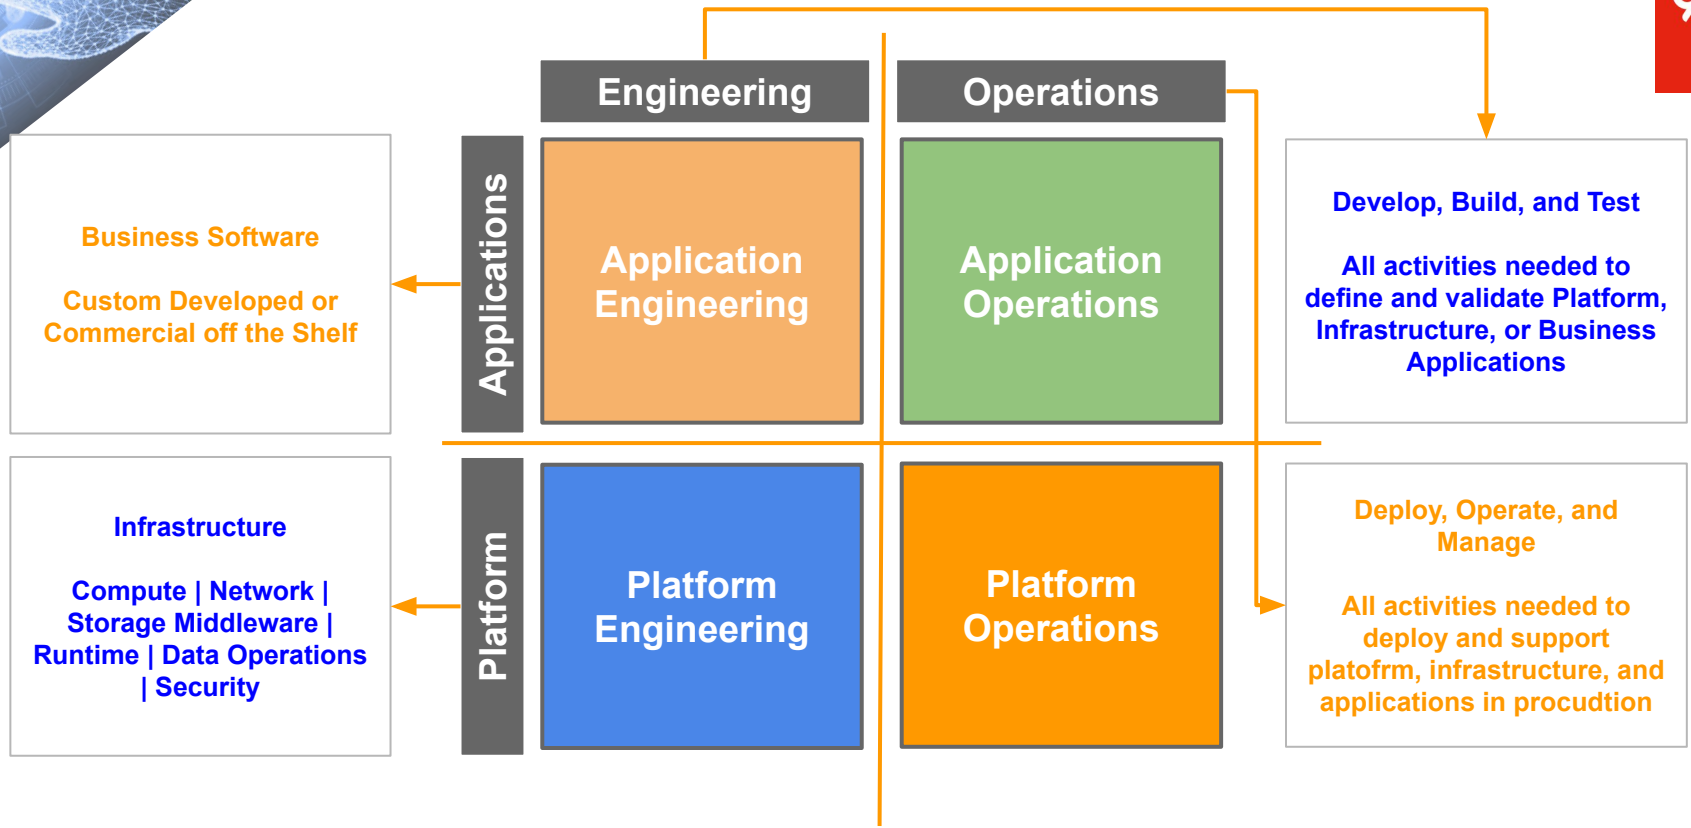 Engineering
Operations
Applications
Business Software
Custom Developed or
Commercial off the Shelf
Application
Engineering
Application
Operations
Develop, Build, and Test
All activities needed to
define and validate Platform,
Infrastructure, or Business
Applications
Platform
Infrastructure
Compute | Network |
Storage Middleware |
Runtime | Data Operations
| Security
Platform
Engineering
Platform
Operations
Deploy, Operate, and
Manage
All activities needed to
deploy and support
platofrm, infrastructure, and
applications in procudtion